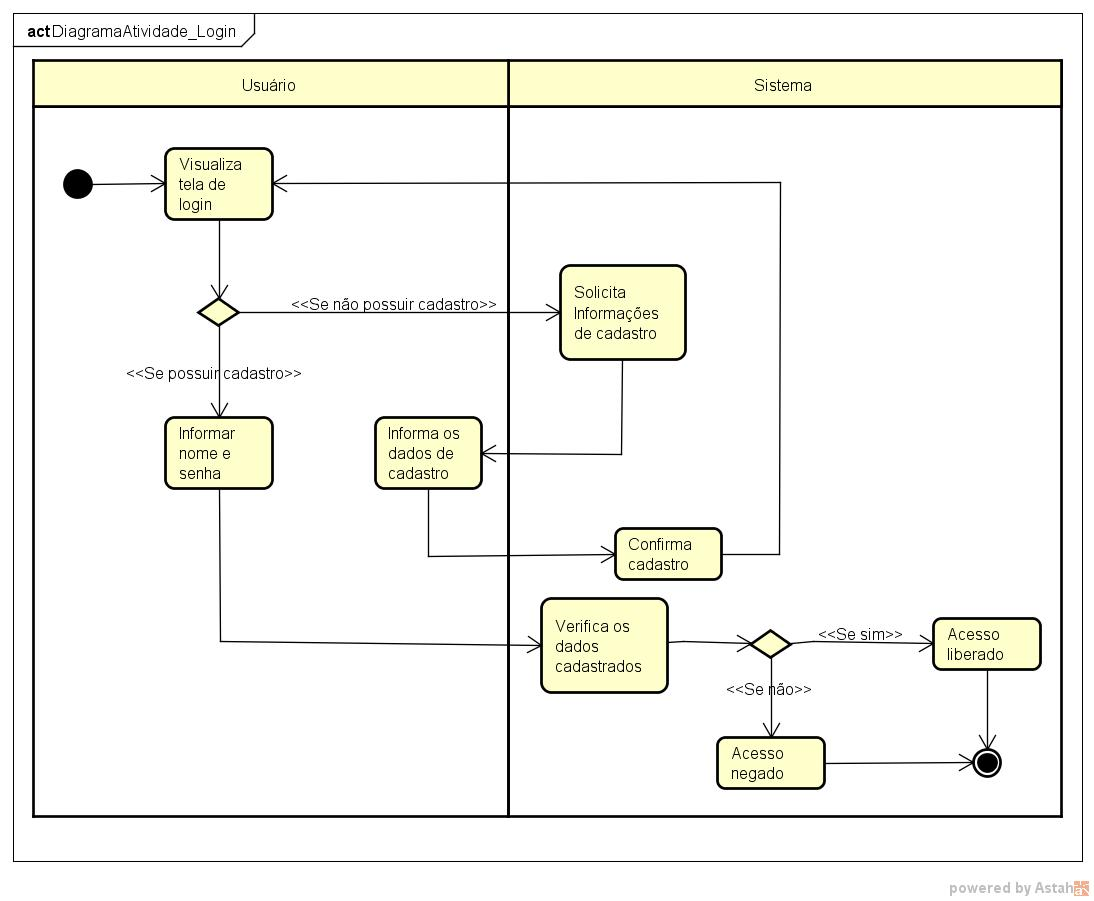 act DiagramaAtividade_Login
Usuário
Sistema
Visualiza
tela de
login
<<Se não possuir cadastro>>
Solicita
Informações
de cadastro
<<Se possuir cadastro>>
Informar
nome e
senha
Informa os
dados de
cadastro
Confirma
cadastro
Verifica os
dados
cadastrados
<<Se sim>>
Acesso
liberado
<<Se não>>
Acesso
negado
powered by Astah